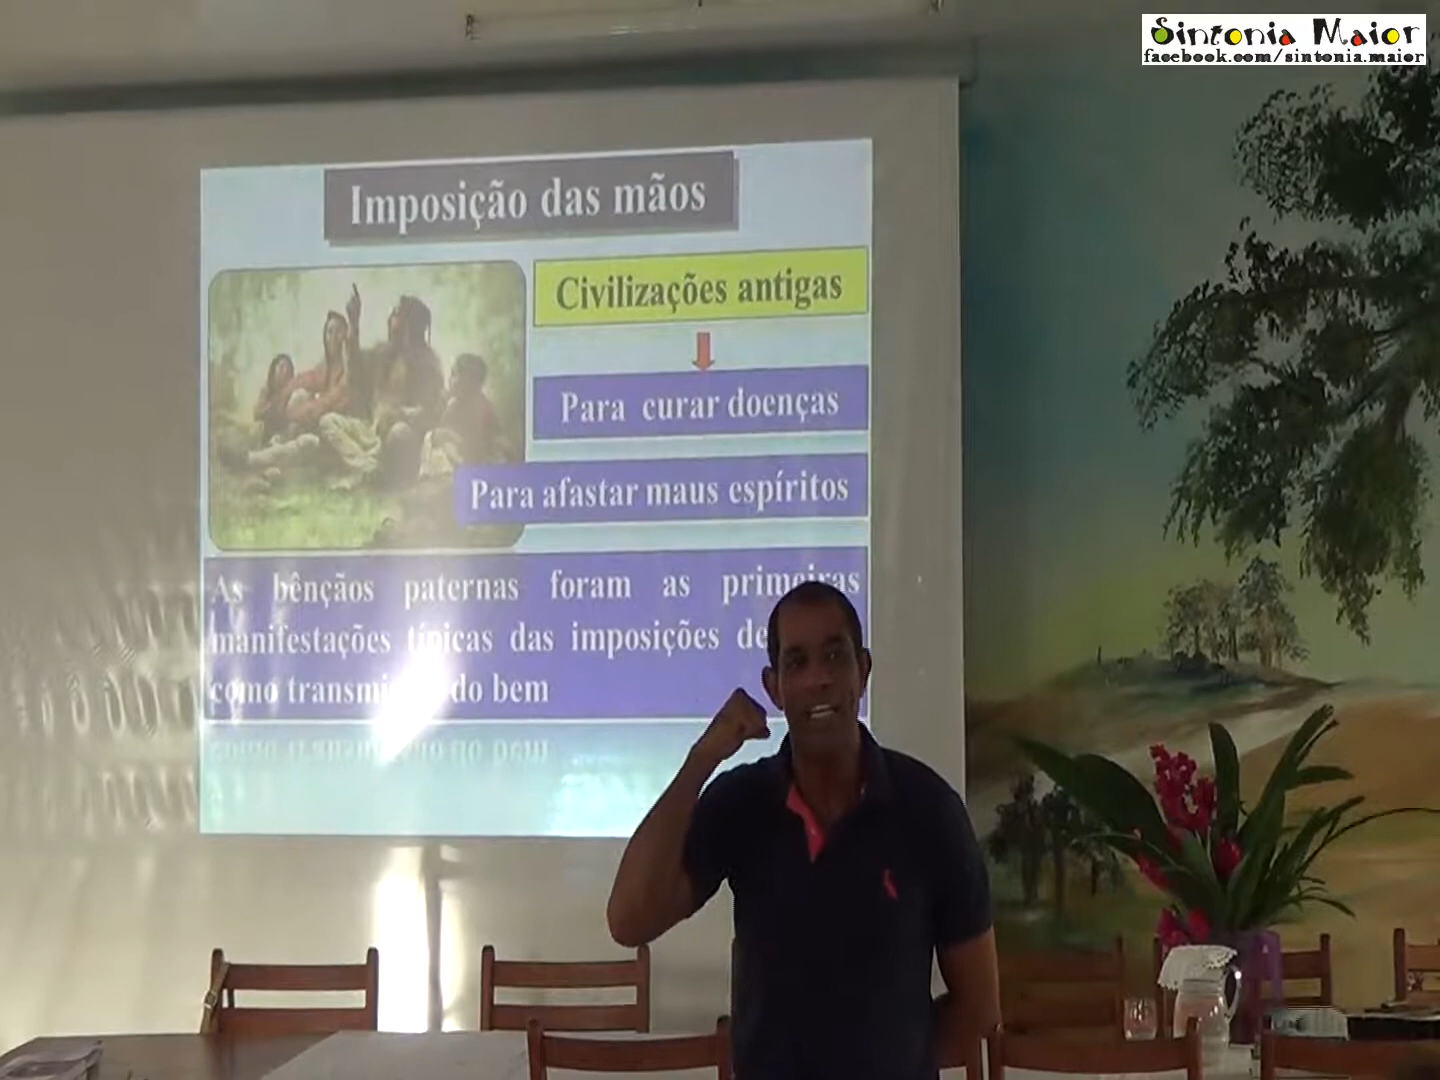 Sintonia Maior
facebook.com/sintonia.maior
Imposição das mãos
Civilizações antigas
Para curar doenças
Para afastar maus espíritos
As bênçãos paternas foram as primeiras
manifestações típicas das imposições de
como do bem